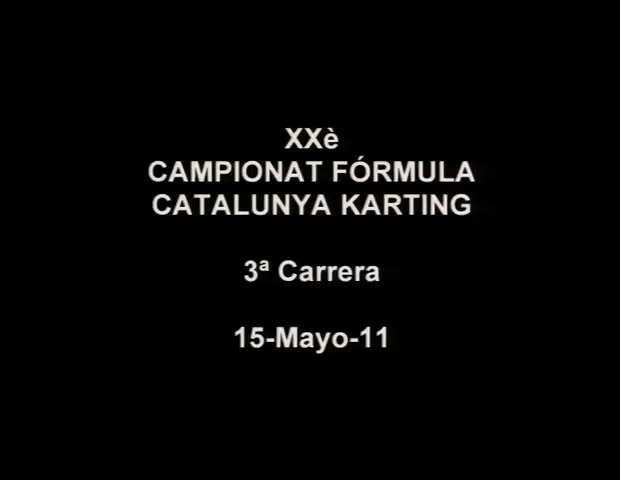 XXè
CAMPIONAT FÓRMULA
CATALUNYA KARTING
3ª Carrera
15-Mayo-11